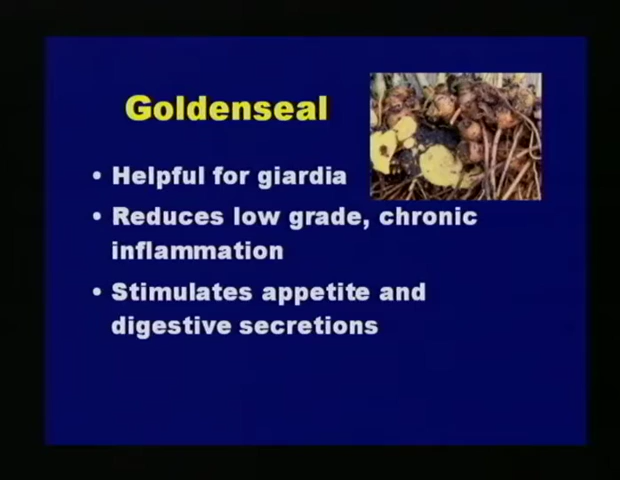 Goldenseal
• Helpful for giardia
• Reduces low grade, chronic
inflammation
• Stimulates appetite and
digestive secretions